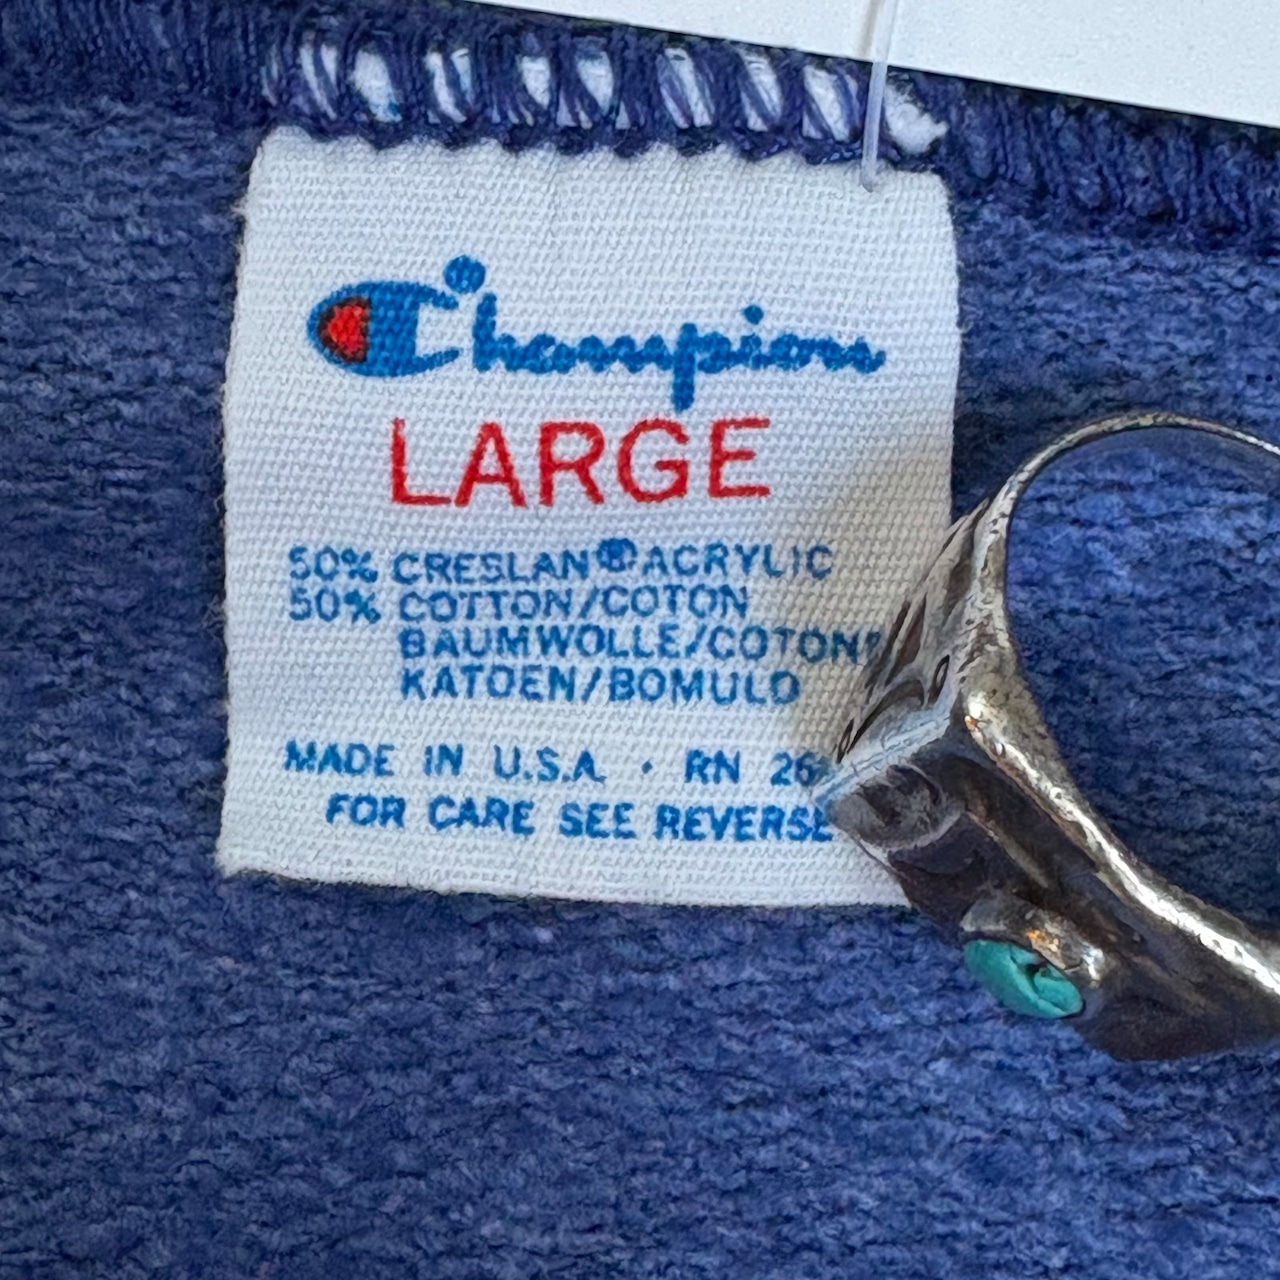 Champion
LARGE
50% CRESLAN® ACRYLIC
50% COTTON/COTON
BAUMWOLLE/COTONE
KATOEN/BOMULD
MADE IN U.S.A. · RN 26
FOR CARE SEE REVERSE